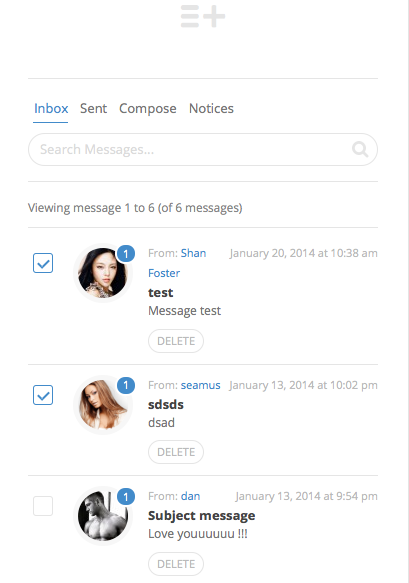 Inbox Sent Compose Notices
Search Messages...
Viewing message 1 to 6 (of 6 messages)
1
From: Shan Foster
January 20, 2014 at 10:38 am
test
Message test
DELETE
1
From: seamus
January 13, 2014 at 10:02 pm
sdsds
dsad
DELETE
1
From: dan
January 13, 2014 at 9:54 pm
Subject message
Love youuuuuu !!!
DELETE